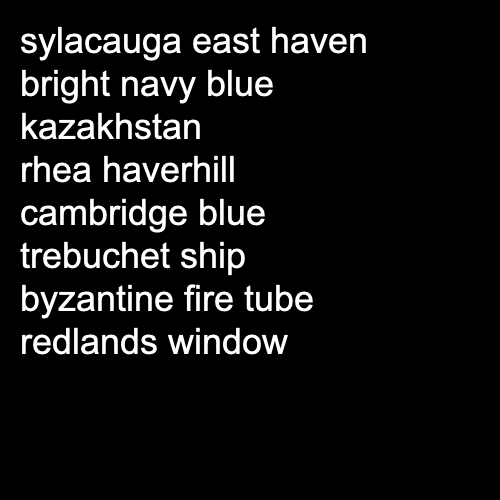 sylacauga east haven
bright navy blue
kazakhstan
rhea haverhill
cambridge blue
trebuchet ship
byzantine fire tube
redlands window